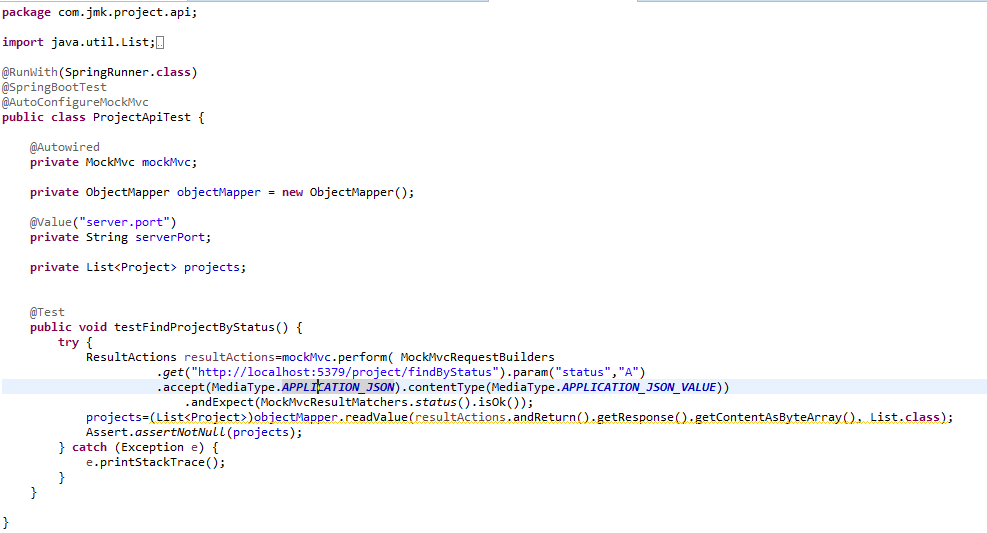 package com.jmk.project.api;
import java.util.List;
@RunWith(SpringRunner.class)
@SpringBootTest
@AutoConfigureMockMvc
public class ProjectApiTest {
@Autowired
private MockMvc mockMvc;
private ObjectMapper objectMapper = new ObjectMapper();
@Value("server.port")
private String serverPort;
private List<Project> projects;
@Test
public void testFindProjectByStatus() {
try {
ResultActions resultActions=mockMvc.perform( MockMvcRequestBuilders
.get("http://localhost:5379/project/findByStatus").param("status","A")
.accept(MediaType.APPLICATION_JSON).contentType(MediaType.APPLICATION_JSON_VALUE))
.andExpect(MockMvcResultMatchers.status().isOk());
projects=(List<Project>)objectMapper.readValue(resultActions.andReturn().getResponse().getContentAsByteArray(), List.class);
Assert.assertNotNull(projects);
} catch (Exception e) {
e.printStackTrace();
}
}
}